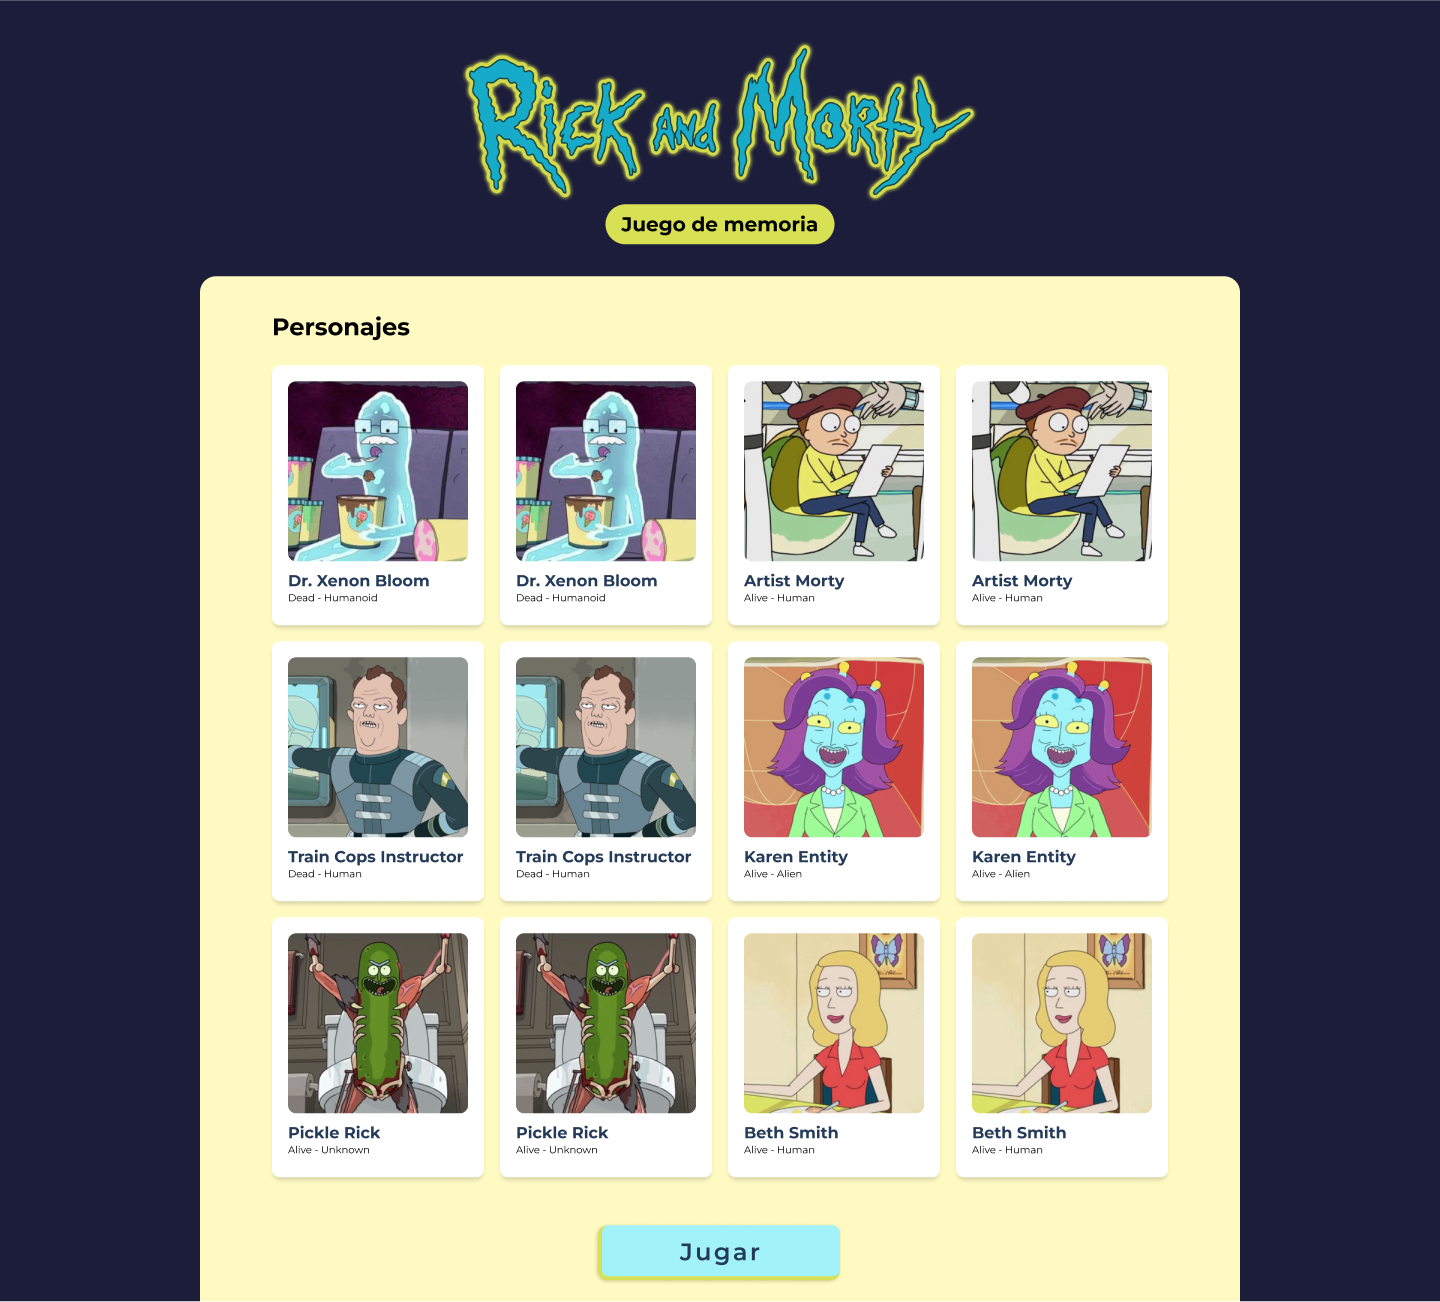 Rick and Morty
Juego de memoria
Personajes
Dr. Xenon Bloom
Dead - Humanoid
Dr. Xenon Bloom
Dead - Humanoid
Artist Morty
Alive - Human
Artist Morty
Alive - Human
Train Cops Instructor
Dead - Human
Train Cops Instructor
Dead - Human
Karen Entity
Alive - Alien
Karen Entity
Alive - Alien
Pickle Rick
Alive - Unknown
Pickle Rick
Alive - Unknown
Beth Smith
Alive - Human
Beth Smith
Alive - Human
Jugar